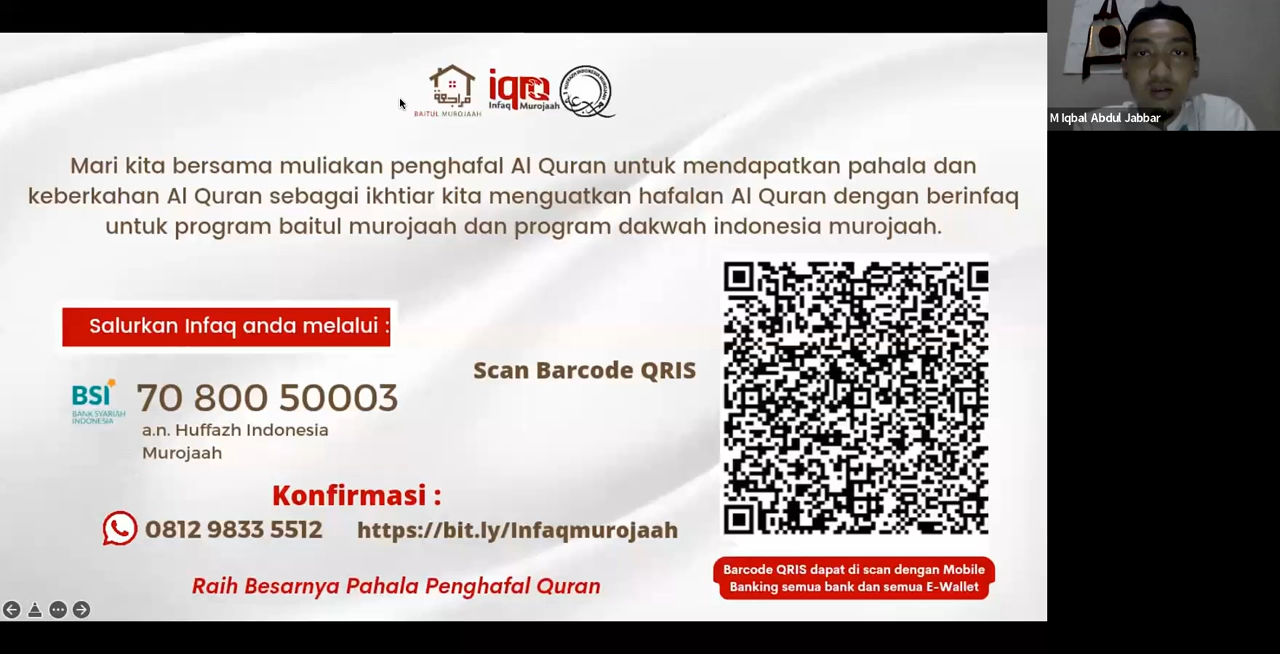 مراجعة
BAITUL MUROJAAH
iqro
Infaq Murojaah
Mari kita bersama muliakan penghafal Al Quran untuk mendapatkan pahala dan
keberkahan Al Quran sebagai ikhtiar kita menguatkan hafalan Al Quran dengan berinfaq
untuk program baitul murojaah dan program dakwah indonesia murojaah.
Salurkan Infaq anda melalui :
Scan Barcode QRIS
BSI
BANK SYARIAH
INDONESIA
70 800 50003
a.n. Huffazh Indonesia
Murojaah
Konfirmasi :
0812 9833 5512
https://bit.ly/Infaqmurojaah
Barcode QRIS dapat di scan dengan Mobile
Banking semua bank dan semua E-Wallet
Raih Besarnya Pahala Penghafal Quran
M Iqbal Abdul Jabbar